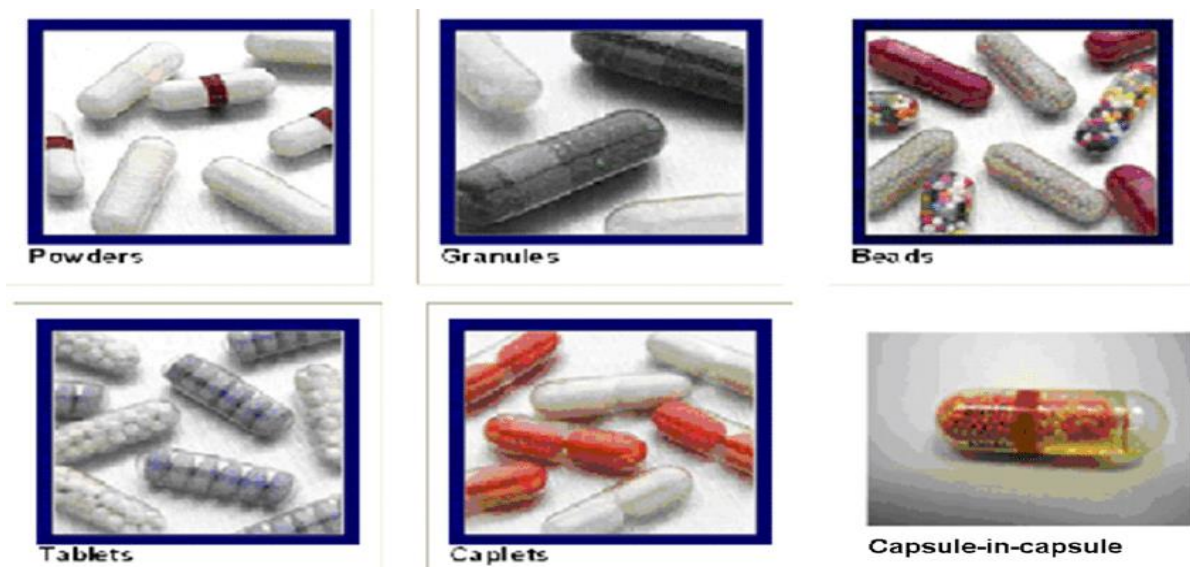 Powders
Granules
Beads
Tablets
Caplets
Capsule-in-capsule